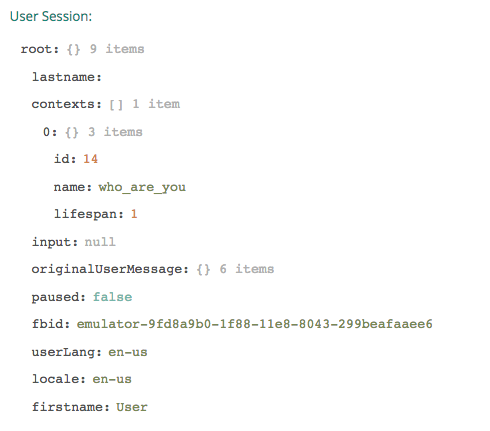 User Session:
root: {} 9 items
lastname:
contexts: [] 1 item
0: {} 3 items
id: 14
name: who_are_you
lifespan: 1
input: null
originalUserMessage: {} 6 items
paused: false
fbid: emulator-9fd8a9b0-1f88-11e8-8043-299beafaaee6
userLang: en-us
locale: en-us
firstname: User